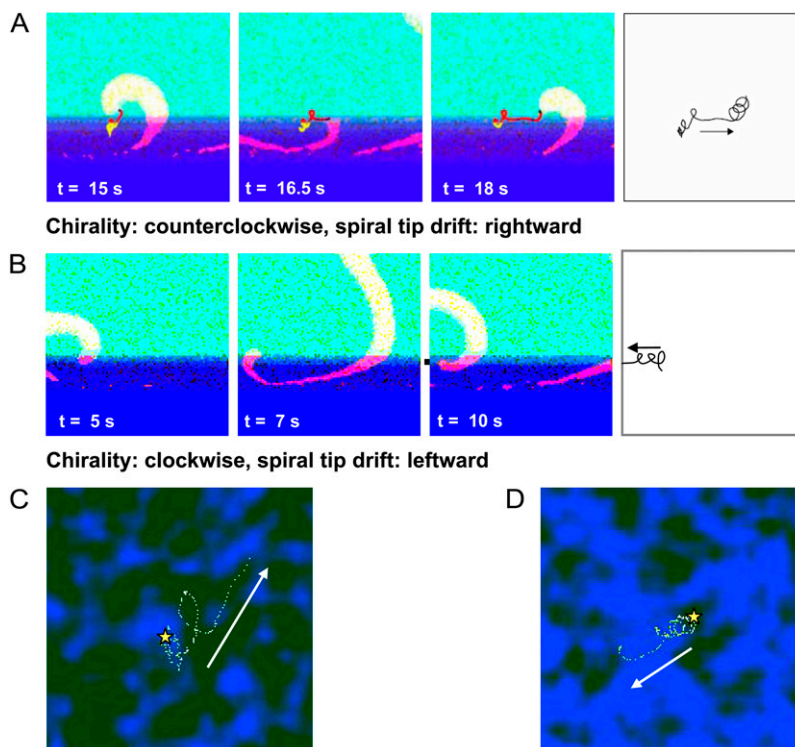 A
t = 15 s
t = 16.5 s
t = 18 s
Chirality: counterclockwise, spiral tip drift: rightward
B
t = 5 s
t = 7 s
t = 10 s
Chirality: clockwise, spiral tip drift: leftward
C
D